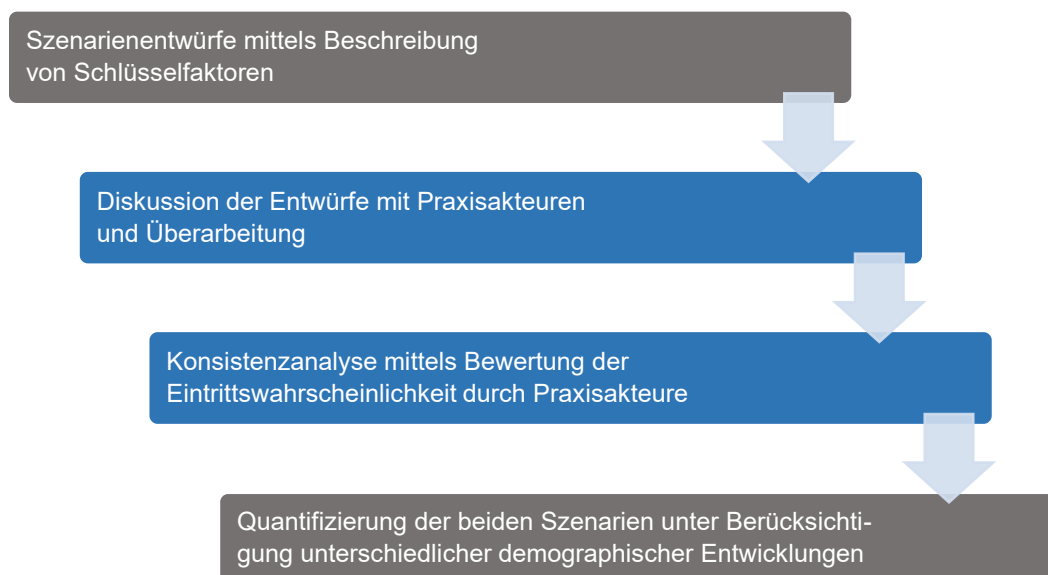 Szenarienentwürfe mittels Beschreibung
von Schlüsselfaktoren
Diskussion der Entwürfe mit Praxisakteuren
und Überarbeitung
Konsistenzanalyse mittels Bewertung der
Eintrittswahrscheinlichkeit durch Praxisakteure
Quantifizierung der beiden Szenarien unter Berücksichti-
gung unterschiedlicher demographischer Entwicklungen